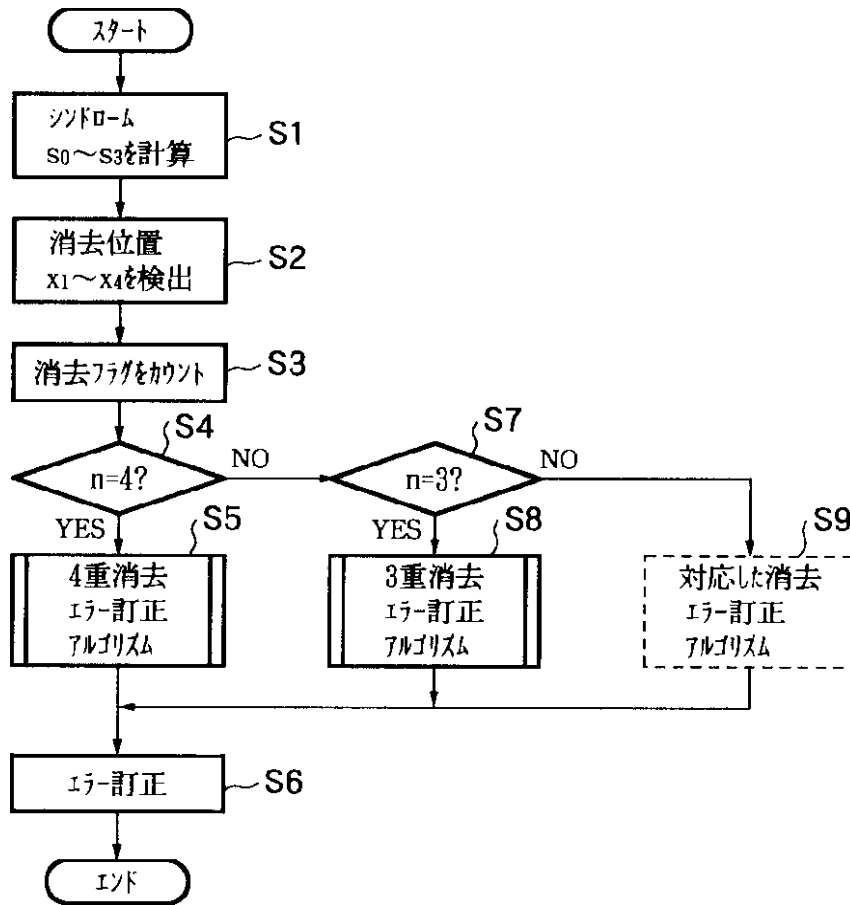 スタート
シンドローム
S0～S3を計算
S1
消去位置
X1～X4を検出
S2
消去フラグをカウント
S3
n=4?
S4
NO
YES
n=3?
S7
NO
YES
4重消去
エラー訂正
アルゴリズム
S5
3重消去
エラー訂正
アルゴリズム
S8
対応した消去
エラー訂正
アルゴリズム
S9
エラー訂正
S6
エンド